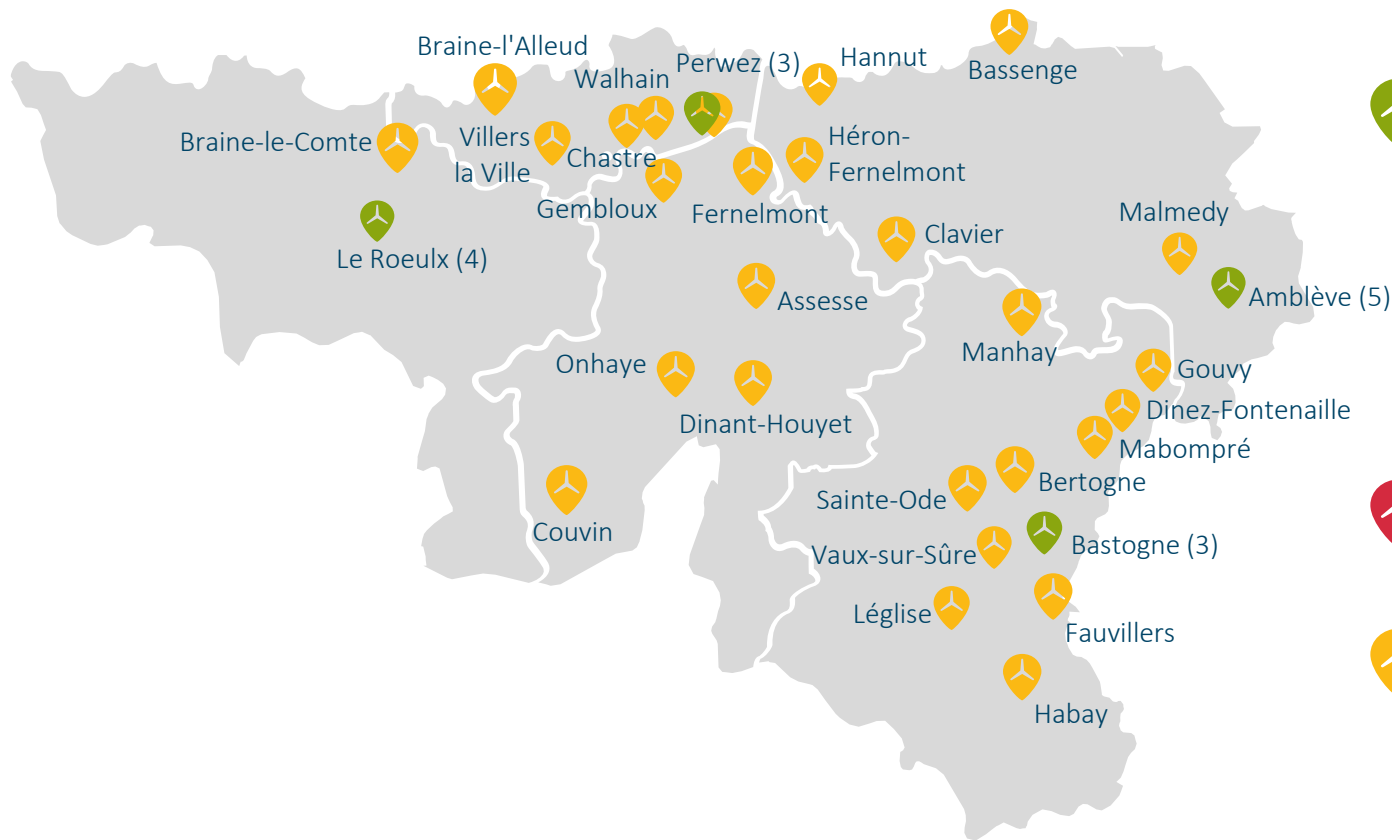 Braine-l'Alleud
Walhain
Perwez (3)
Hannut
Bassenge
Braine-le-Comte
Villers
la Ville
Chastre
Héron-
Fernelmont
Gembloux
Fernelmont
Malmedy
Clavier
Le Roeulx (4)
Assesse
Amblève (5)
Manhay
Onhaye
Gouvy
Dinant-Houyet
Dinez-Fontenaille
Mabompré
Bertogne
Sainte-Ode
Couvin
Bastogne (3)
Vaux-sur-Sûre
Léglise
Fauvillers
Habay